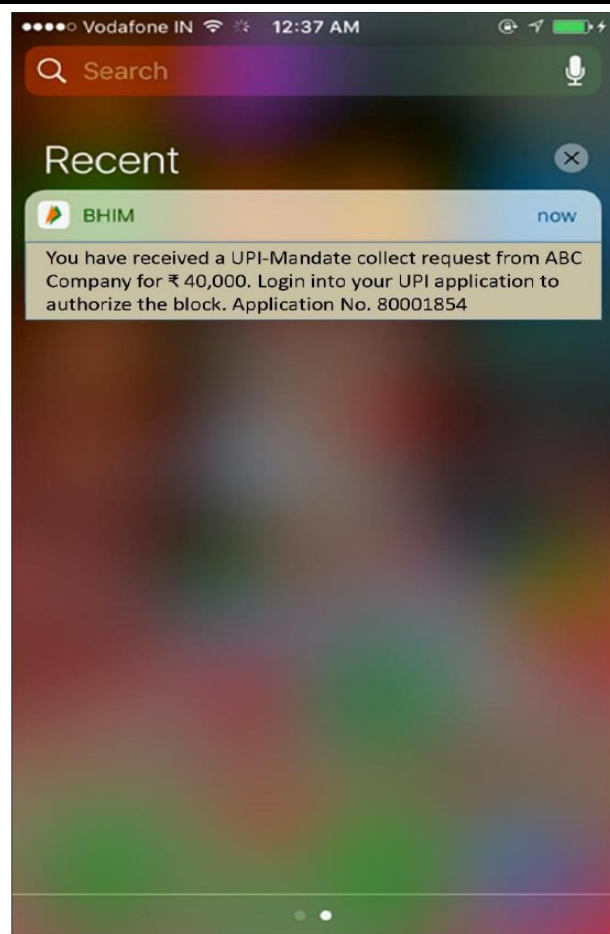 Vodafone IN 12:37 AM
Search
Recent
BHIM now
You have received a UPI-Mandate collect request from ABC
Company for ₹ 40,000. Login into your UPI application to
authorize the block. Application No. 80001854